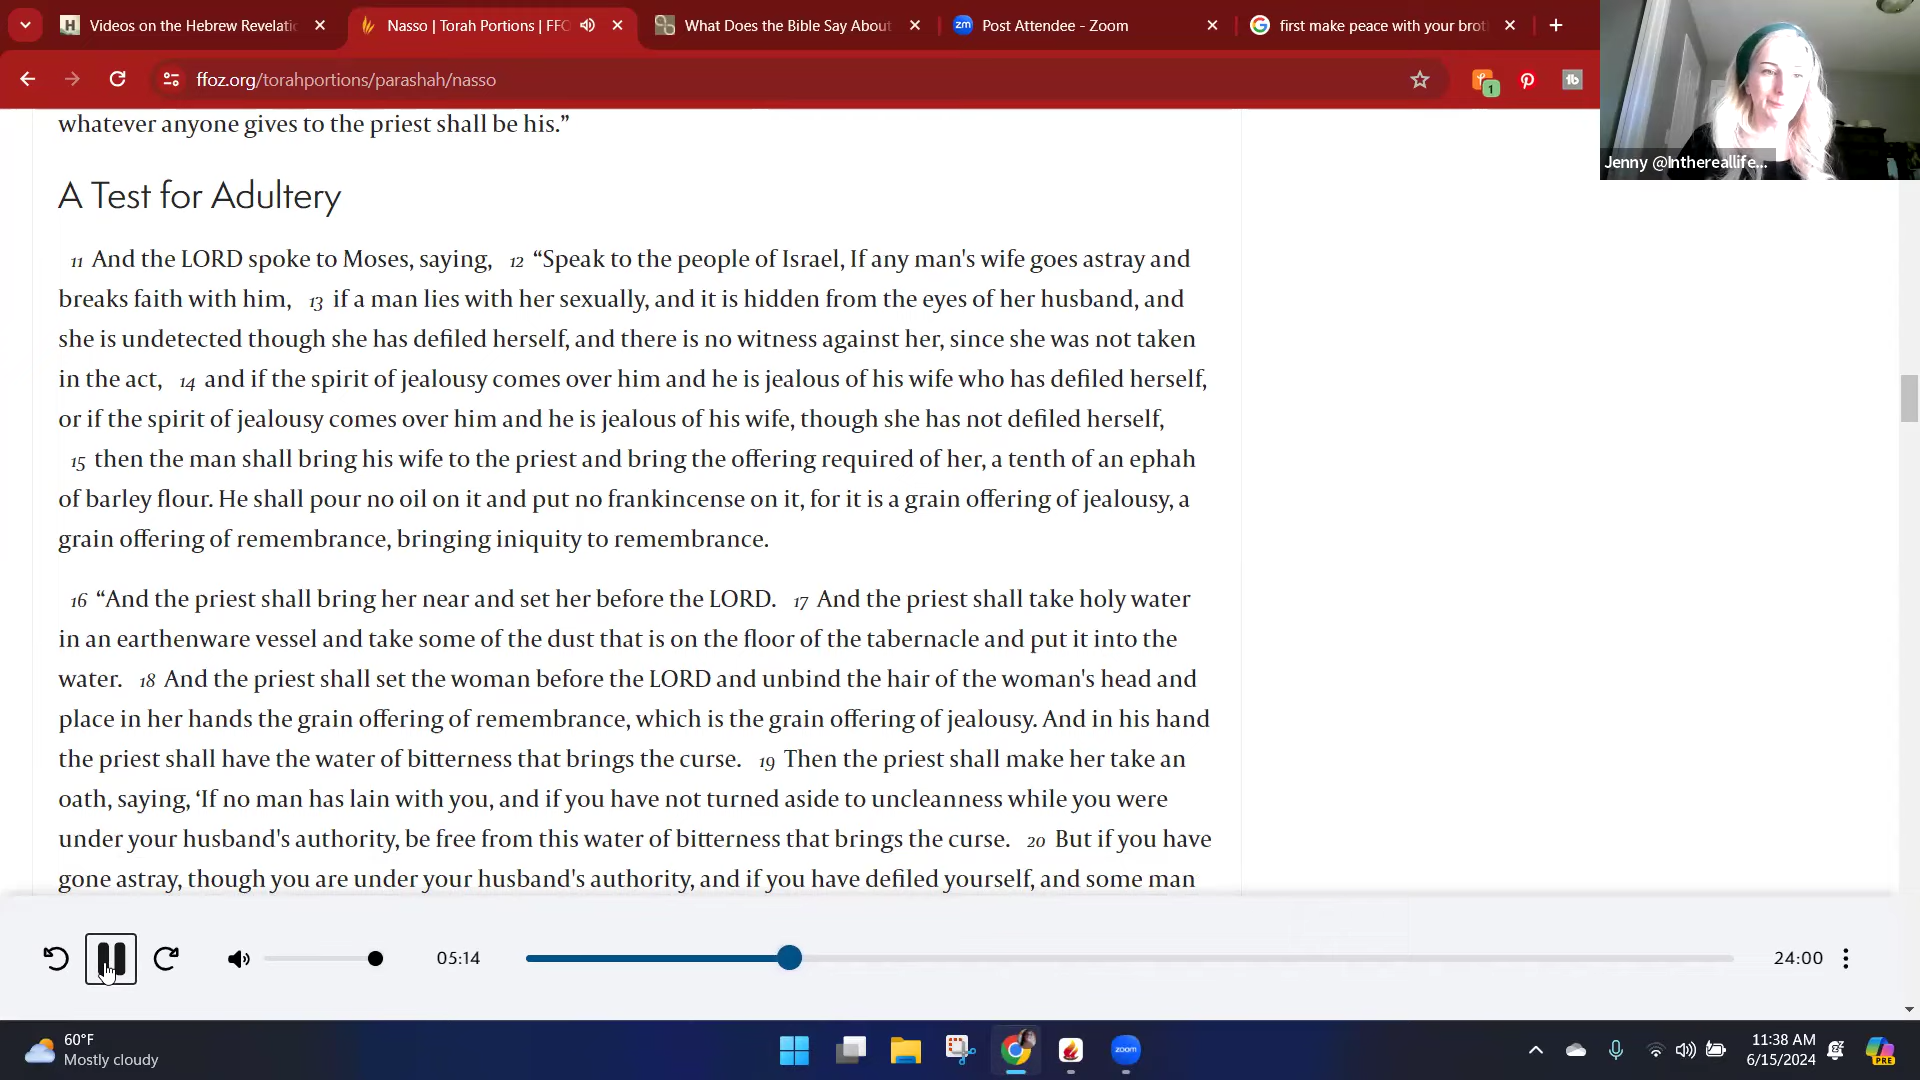 Videos on the Hebrew Revelatic
Nasso | Torah Portions | FFO
What Does the Bible Say About
zm Post Attendee - Zoom
first make peace with your brot
ffoz.org/torahportions/parashah/nasso
1
Jenny @Inthereallife...
whatever anyone gives to the priest shall be his.”
A Test for Adultery
11 And the LORD spoke to Moses, saying, 12 “Speak to the people of Israel, If any man's wife goes astray and
breaks faith with him, 13 if a man lies with her sexually, and it is hidden from the eyes of her husband, and
she is undetected though she has defiled herself, and there is no witness against her, since she was not taken
in the act, 14 and if the spirit of jealousy comes over him and he is jealous of his wife who has defiled herself,
or if the spirit of jealousy comes over him and he is jealous of his wife, though she has not defiled herself,
15 then the man shall bring his wife to the priest and bring the offering required of her, a tenth of an ephah
of barley flour. He shall pour no oil on it and put no frankincense on it, for it is a grain offering of jealousy, a
grain offering of remembrance, bringing iniquity to remembrance.
16 “And the priest shall bring her near and set her before the LORD. 17 And the priest shall take holy water
in an earthenware vessel and take some of the dust that is on the floor of the tabernacle and put it into the
water. 18 And the priest shall set the woman before the LORD and unbind the hair of the woman's head and
place in her hands the grain offering of remembrance, which is the grain offering of jealousy. And in his hand
the priest shall have the water of bitterness that brings the curse. 19 Then the priest shall make her take an
oath, saying, ‘If no man has lain with you, and if you have not turned aside to uncleanness while you were
under your husband's authority, be free from this water of bitterness that brings the curse. 20 But if you have
gone astray, though you are under your husband's authority, and if you have defiled yourself, and some man
05:14
24:00
60°F
Mostly cloudy
zoom
11:38 AM
6/15/2024
PRE